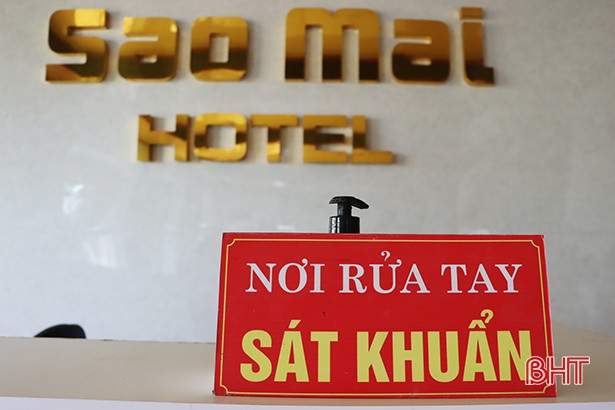 Sao mai
HOTEL
NƠI RỬA TAY
SÁT KHUẨN
BHT